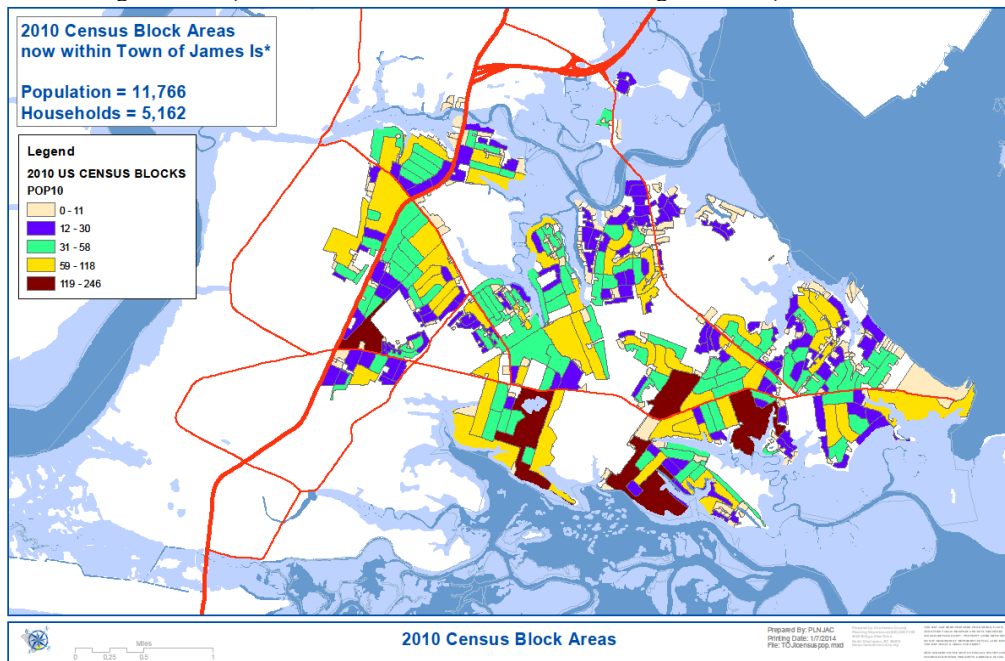 2010 Census Block Areas
now within Town of James Is*
Population = 11,766
Households = 5,162
Legend
2010 US CENSUS BLOCKS
POP10
0 - 11
12 - 30
31 - 58
59 - 118
119 - 246
Miles
0 0.25 0.5 1
2010 Census Block Areas
Prepared By: PLNJAC
Printing Date: 1/7/2014
File: TOJIcensuspop.mxd